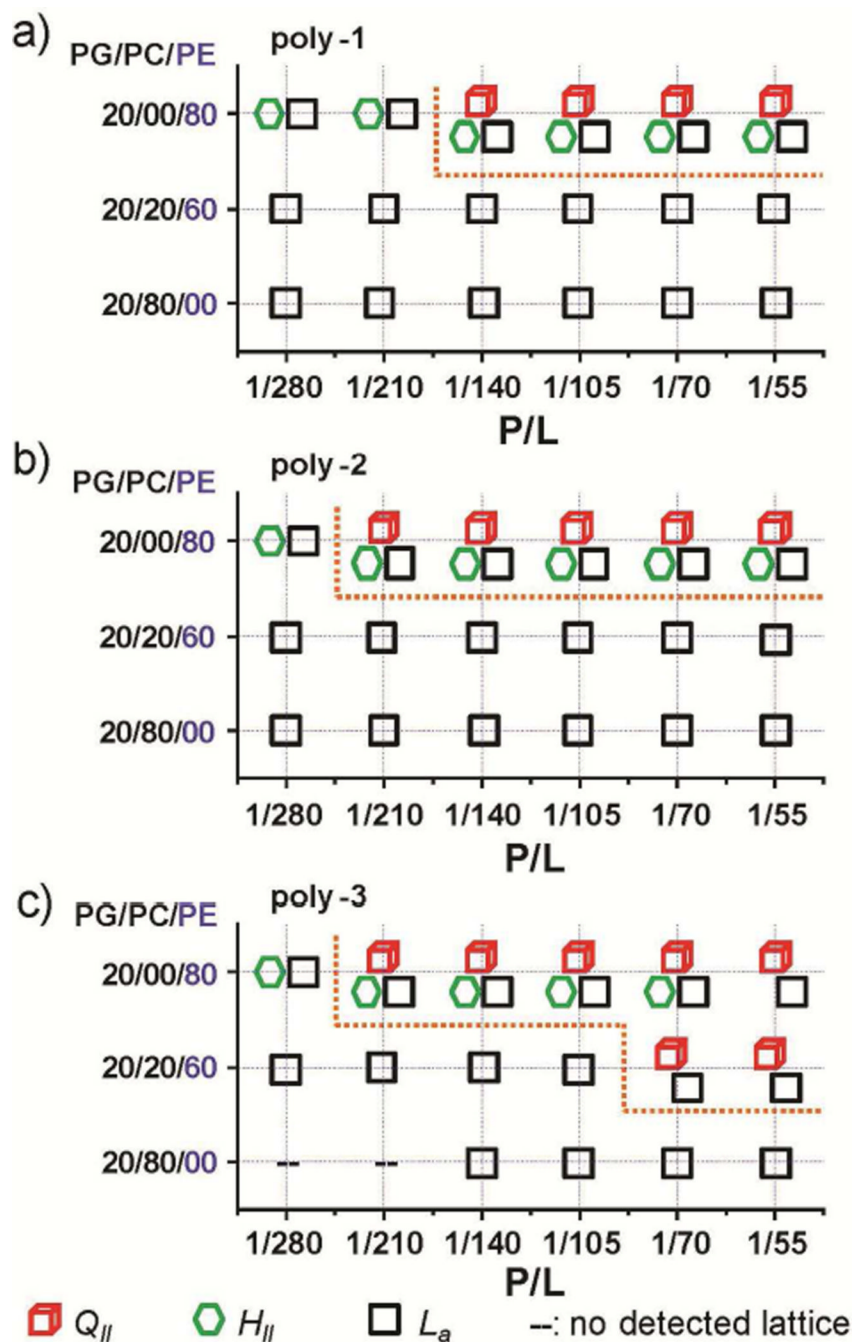 a)
PG/PC/PE
poly -1
20/00/80
20/20/60
20/80/00
1/280 1/210 1/140 1/105 1/70 1/55
P/L
b)
PG/PC/PE
poly -2
20/00/80
20/20/60
20/80/00
1/280 1/210 1/140 1/105 1/70 1/55
P/L
c)
PG/PC/PE
poly -3
20/00/80
20/20/60
20/80/00
-- --
1/280 1/210 1/140 1/105 1/70 1/55
P/L
Q_II H_II L_a --: no detected lattice